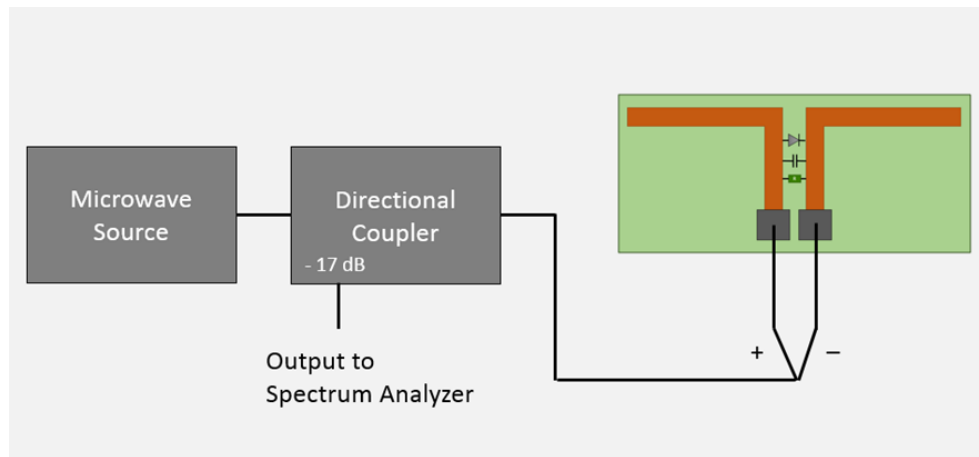 Microwave
Source
Directional
Coupler
- 17 dB
Output to
Spectrum Analyzer
+ –